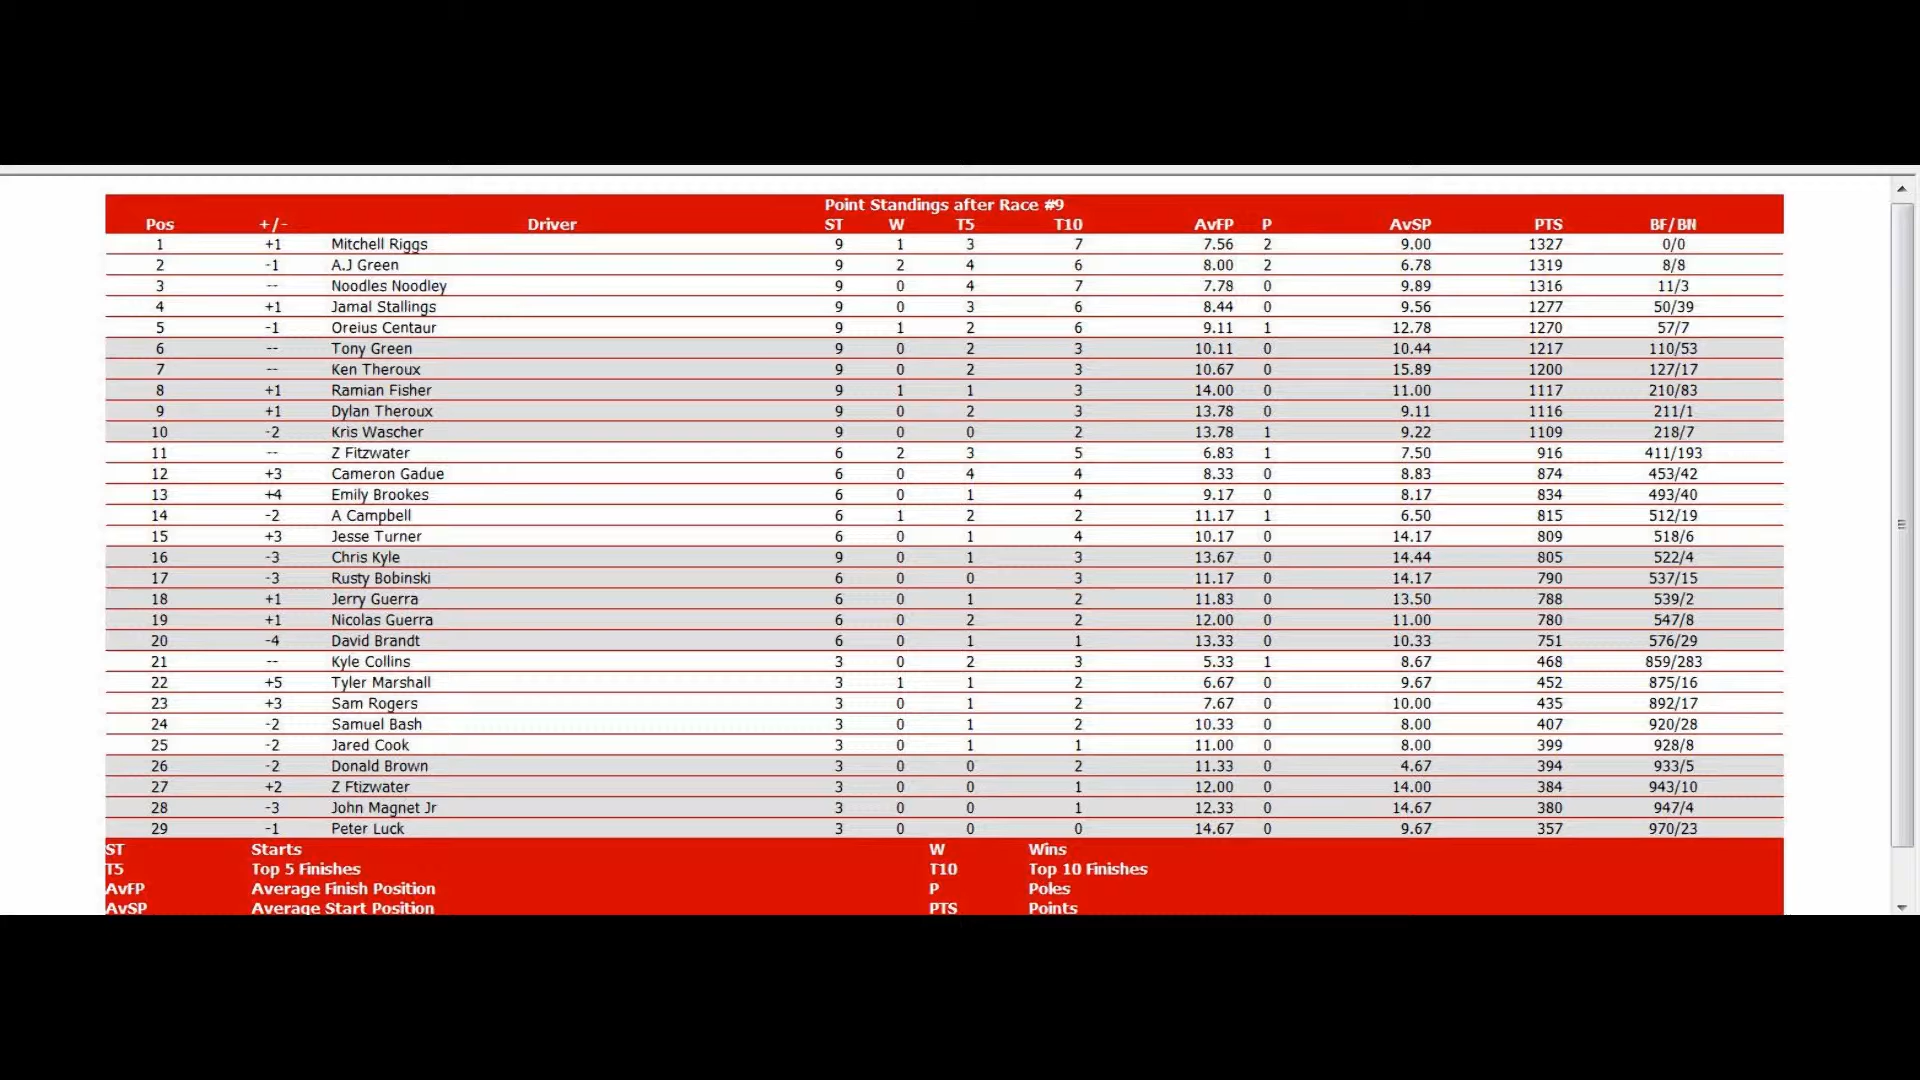 Point Standings after Race #9
Pos +/- Driver ST W T5 T10 AvFP P AvSP PTS BF/BN
1 +1 Mitchell Riggs 9 1 3 7 7.56 2 9.00 1327 0/0
2 -1 A.J Green 9 2 4 6 8.00 2 6.78 1319 8/8
3 -- Noodles Noodley 9 0 4 7 7.78 0 9.89 1316 11/3
4 +1 Jamal Stallings 9 0 3 6 8.44 0 9.56 1277 50/39
5 -1 Oreius Centaur 9 1 2 6 9.11 1 12.78 1270 57/7
6 -- Tony Green 9 0 2 3 10.11 0 10.44 1217 110/53
7 -- Ken Theroux 9 0 2 3 10.67 0 15.89 1200 127/17
8 +1 Ramian Fisher 9 1 1 3 14.00 0 11.00 1117 210/83
9 +1 Dylan Theroux 9 0 2 3 13.78 0 9.11 1116 211/1
10 -2 Kris Wascher 9 0 0 2 13.78 1 9.22 1109 218/7
11 -- Z Fitzwater 6 2 3 5 6.83 1 7.50 916 411/193
12 +3 Cameron Gadue 6 0 4 4 8.33 0 8.83 874 453/42
13 +4 Emily Brookes 6 0 1 4 9.17 0 8.17 834 493/40
14 -2 A Campbell 6 1 2 2 11.17 1 6.50 815 512/19
15 +3 Jesse Turner 6 0 1 4 10.17 0 14.17 809 518/6
16 -3 Chris Kyle 9 0 1 3 13.67 0 14.44 805 522/4
17 -3 Rusty Bobinski 6 0 0 3 11.17 0 14.17 790 537/15
18 +1 Jerry Guerra 6 0 1 2 11.83 0 13.50 788 539/2
19 +1 Nicolas Guerra 6 0 2 2 12.00 0 11.00 780 547/8
20 -4 David Brandt 6 0 1 1 13.33 0 10.33 751 576/29
21 -- Kyle Collins 3 0 2 3 5.33 1 8.67 468 859/283
22 +5 Tyler Marshall 3 1 1 2 6.67 0 9.67 452 875/16
23 +3 Sam Rogers 3 0 1 2 7.67 0 10.00 435 892/17
24 -2 Samuel Bash 3 0 1 2 10.33 0 8.00 407 920/28
25 -2 Jared Cook 3 0 1 1 11.00 0 8.00 399 928/8
26 -2 Donald Brown 3 0 0 2 11.33 0 4.67 394 933/5
27 +2 Z Ftizwater 3 0 0 1 12.00 0 14.00 384 943/10
28 -3 John Magnet Jr 3 0 0 1 12.33 0 14.67 380 947/4
29 -1 Peter Luck 3 0 0 0 14.67 0 9.67 357 970/23
ST Starts W Wins
T5 Top 5 Finishes T10 Top 10 Finishes
AvFP Average Finish Position P Poles
AvSP Average Start Position PTS Points